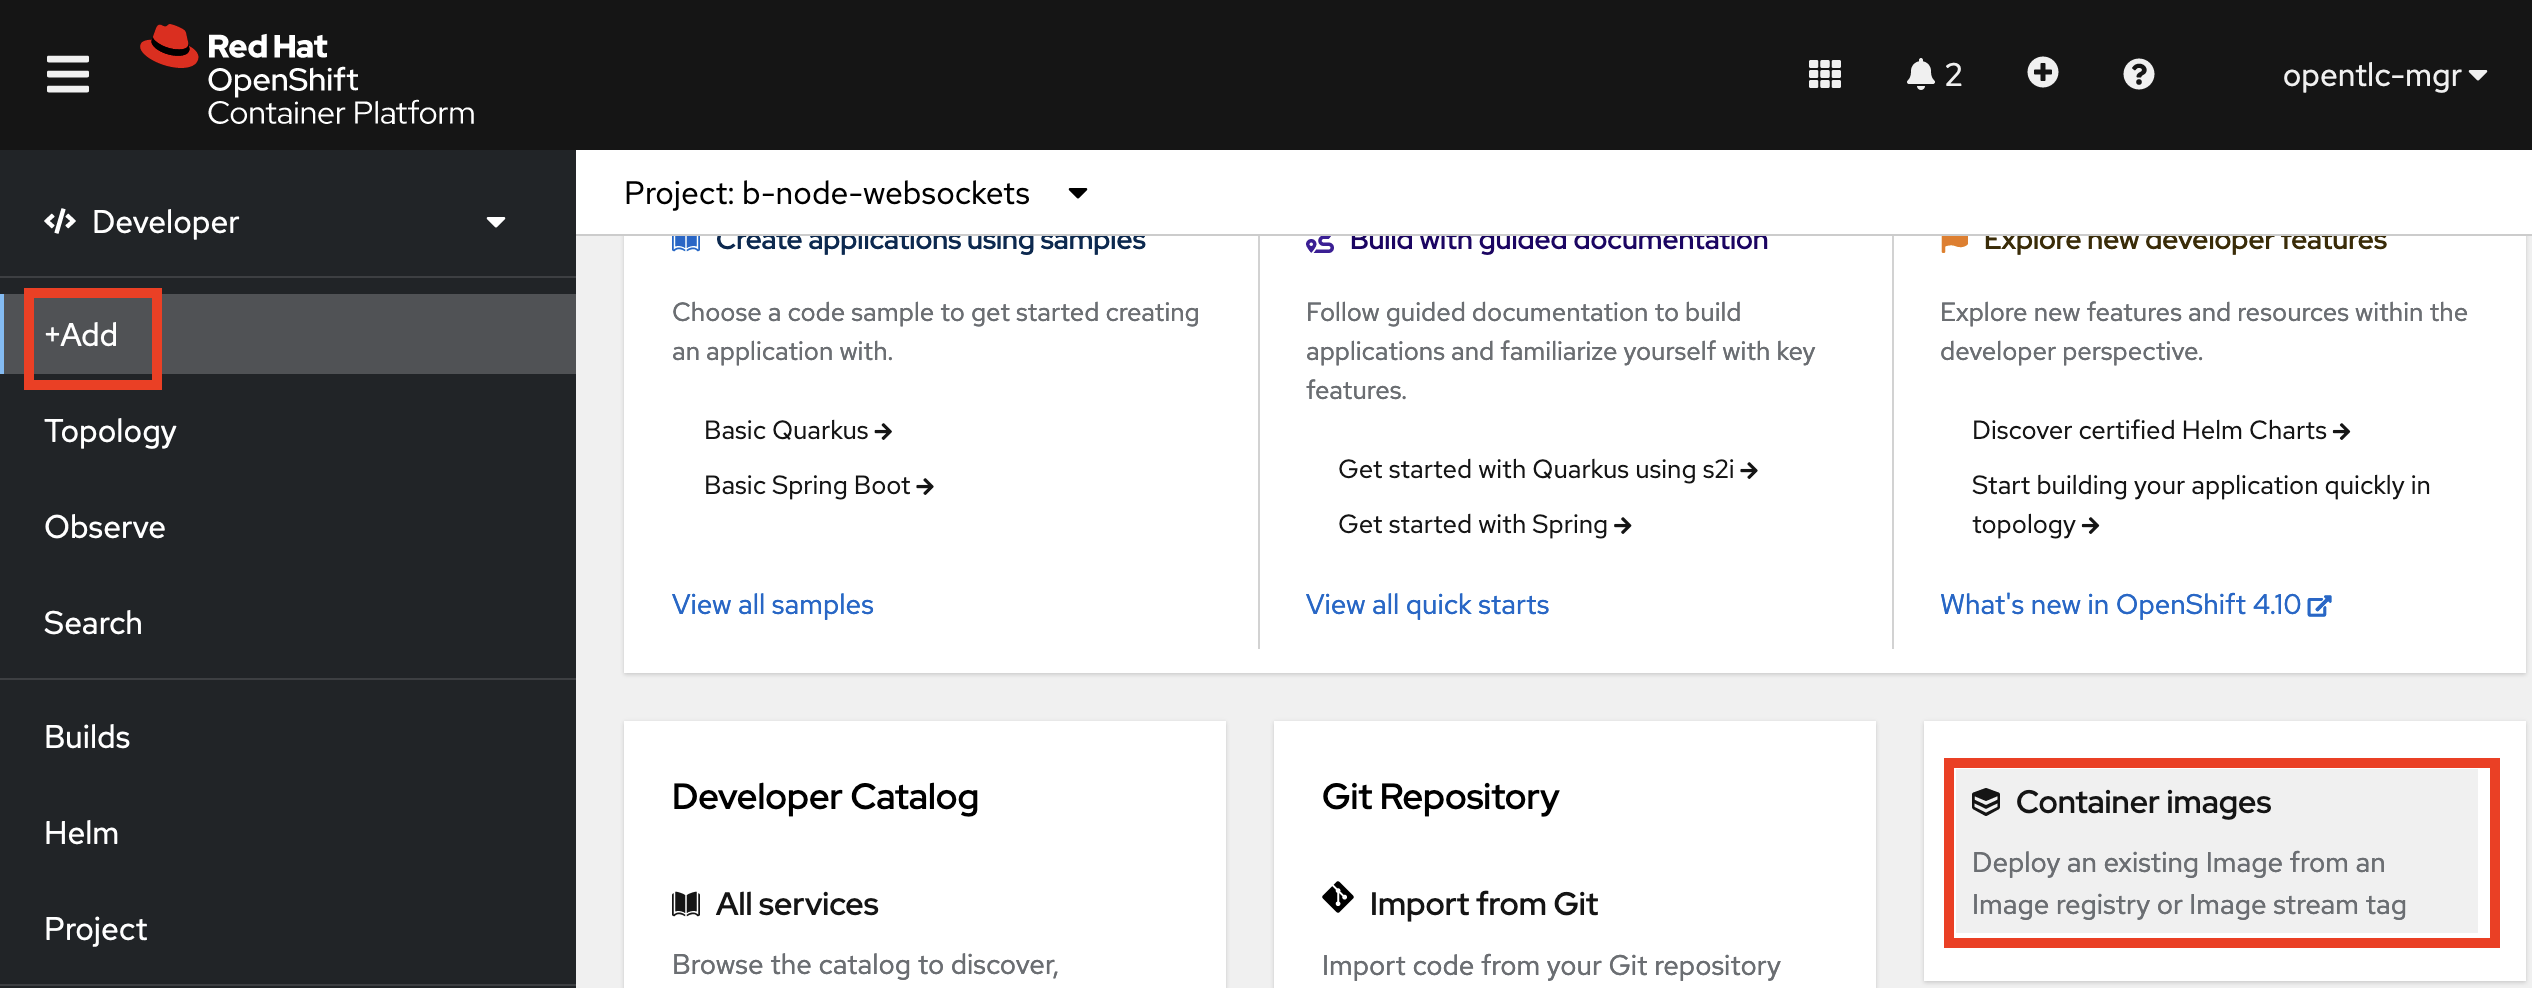 Red Hat
OpenShift
Container Platform
2
opentlc-mgr
Developer
+Add
Topology
Observe
Search
Builds
Helm
Project
Project: b-node-websockets
Create applications using samples
Choose a code sample to get started creating
an application with.
Basic Quarkus
Basic Spring Boot
View all samples
Build with guided documentation
Follow guided documentation to build
applications and familiarize yourself with key
features.
Get started with Quarkus using s2i
Get started with Spring
View all quick starts
Explore new developer features
Explore new features and resources within the
developer perspective.
Discover certified Helm Charts
Start building your application quickly in
topology
What's new in OpenShift 4.10
Developer Catalog
All services
Browse the catalog to discover,
Git Repository
Import from Git
Import code from your Git repository
Container images
Deploy an existing Image from an
Image registry or Image stream tag